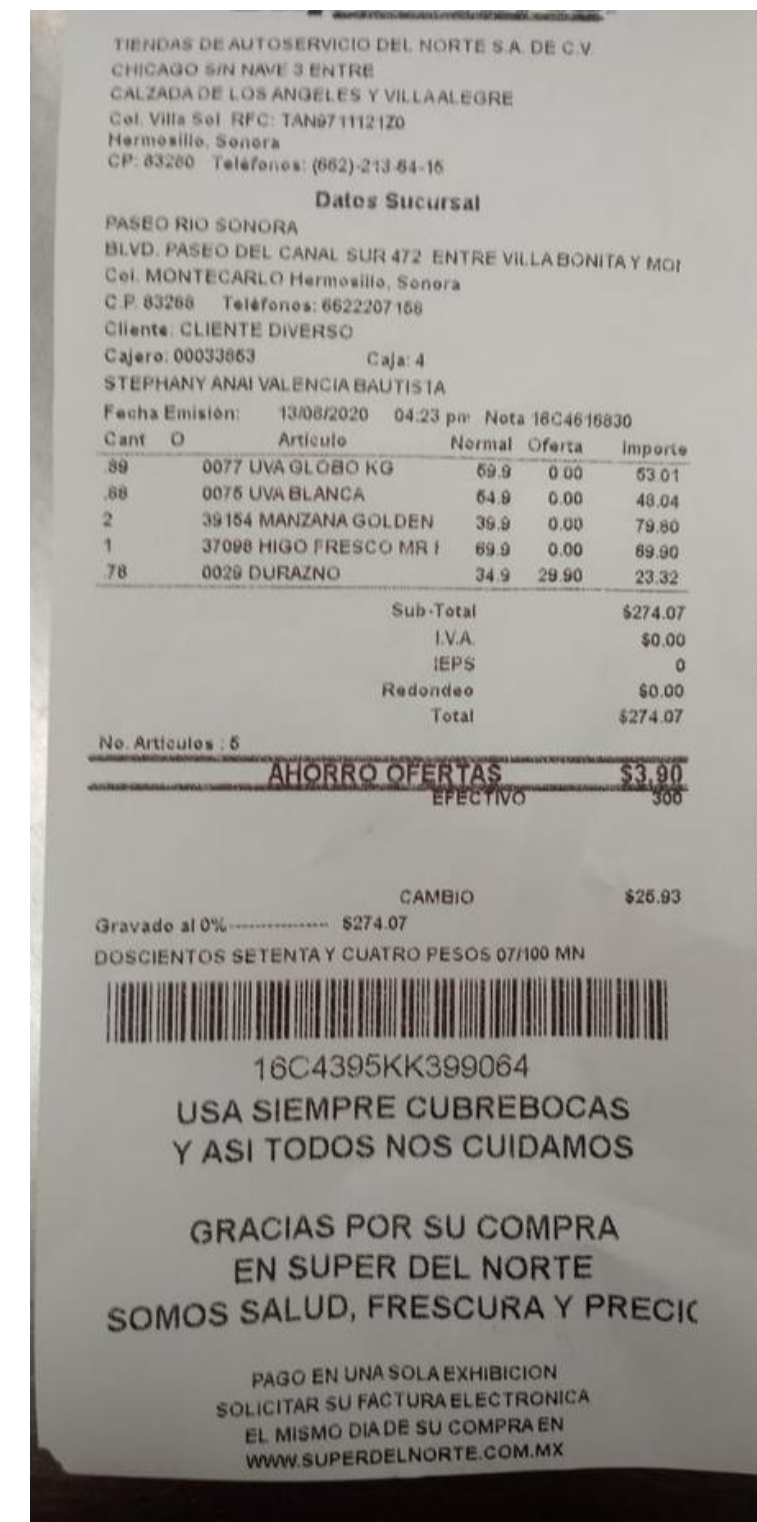 TIENDAS DE AUTOSERVICIO DEL NORTE S.A. DE C.V.
CHICAGO S/N NAVE 3 ENTRE
CALZADA DE LOS ANGELES Y VILLA ALEGRE
Col. Villa Sol RFC: TAN9711121Z0
Hermosillo, Sonora
CP: 83280 Teléfonos: (662)-213-64-15
Datos Sucursal
PASEO RIO SONORA
BLVD. PASEO DEL CANAL SUR 472 ENTRE VILLA BONITA Y MO
Col. MONTECARLO Hermosillo, Sonora
C.P. 83288 Teléfonos: 6622207158
Cliente: CLIENTE DIVERSO
Cajero: 00033853 Caja: 4
STEPHANY ANAI VALENCIA BAUTISTA
Fecha Emisión: 13/08/2020 04:23 pm Nota 16C4616830
Cant O Artículo Normal Oferta Importe
.89 0077 UVA GLOBO KG 59.9 0.00 53.01
.88 0075 UVA BLANCA 54.9 0.00 48.04
2 39154 MANZANA GOLDEN 39.9 0.00 79.80
1 37098 HIGO FRESCO MR 69.9 0.00 69.90
.78 0029 DURAZNO 34.9 29.90 23.32
Sub-Total $274.07
I.V.A. $0.00
IEPS 0
Redondeo $0.00
Total $274.07
No. Artículos : 5
AHORRO OFERTAS $3.90
EFECTIVO 300
CAMBIO $25.93
Gravado al 0%-------------- $274.07
DOSCIENTOS SETENTA Y CUATRO PESOS 07/100 MN
16C4395KK399064
USA SIEMPRE CUBREBOCAS
Y ASI TODOS NOS CUIDAMOS
GRACIAS POR SU COMPRA
EN SUPER DEL NORTE
SOMOS SALUD, FRESCURA Y PRECIO
PAGO EN UNA SOLA EXHIBICION
SOLICITAR SU FACTURA ELECTRONICA
EL MISMO DIA DE SU COMPRA EN
WWW.SUPERDELNORTE.COM.MX